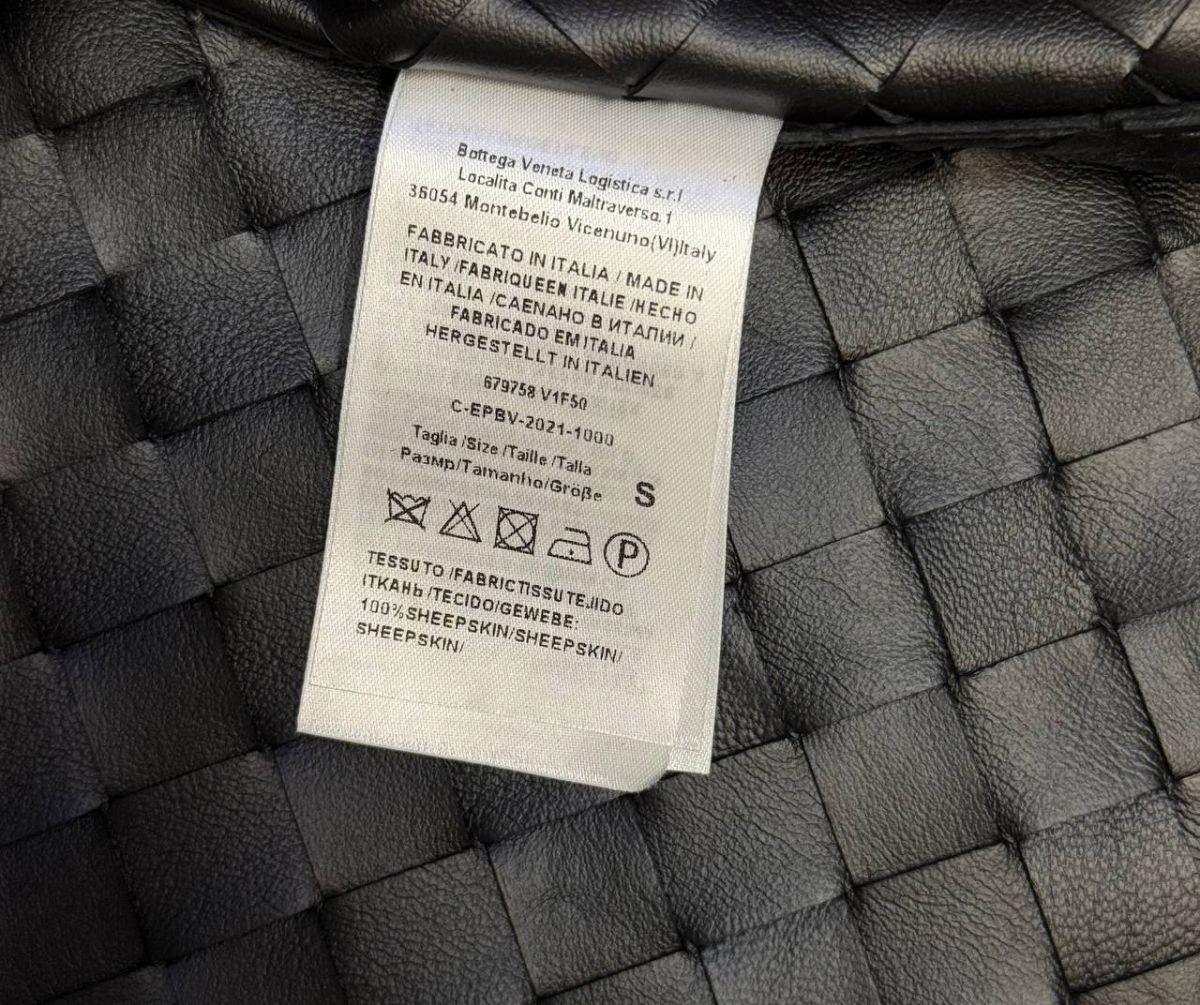 Bottega Veneta Logistica s.r.l
Localita Conti Maltraverso.1
36054 Montebelio Vicenuno(VI)Italy
FABBRICATO IN ITALIA / MADE IN
ITALY /FABRIQUEEN ITALIE /HECHO
EN ITALIA /CAENAHO В ИТАПИИ /
FABRICADO EM ITALIA
HERGESTELLT IN ITALIEN
679758 V1F50
C-EPBV-2021-1000
Taglia /Size /Taille /Talla
Размр/Tamanho/Größe S
P
TESSUTO /FABRICTISSUTEJIDO
ITKAHЬ /TECIDO/GEWEBE:
100%SHEEPSKIN/SHEEPSKIN/
SHEEPSKIN/